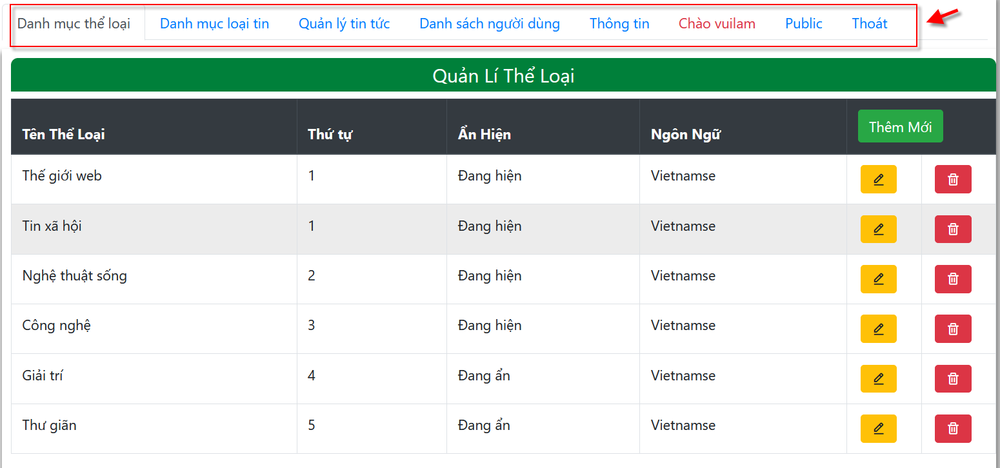 Danh mục thể loại Danh mục loại tin Quản lý tin tức Danh sách người dùng Thông tin Chào vuilam Public Thoát
Quản Lí Thể Loại
Tên Thể Loại Thứ tự Ẩn Hiện Ngôn Ngữ Thêm Mới
Thế giới web 1 Đang hiện Vietnamse
Tin xã hội 1 Đang hiện Vietnamse
Nghệ thuật sống 2 Đang hiện Vietnamse
Công nghệ 3 Đang hiện Vietnamse
Giải trí 4 Đang ẩn Vietnamse
Thư giãn 5 Đang ẩn Vietnamse